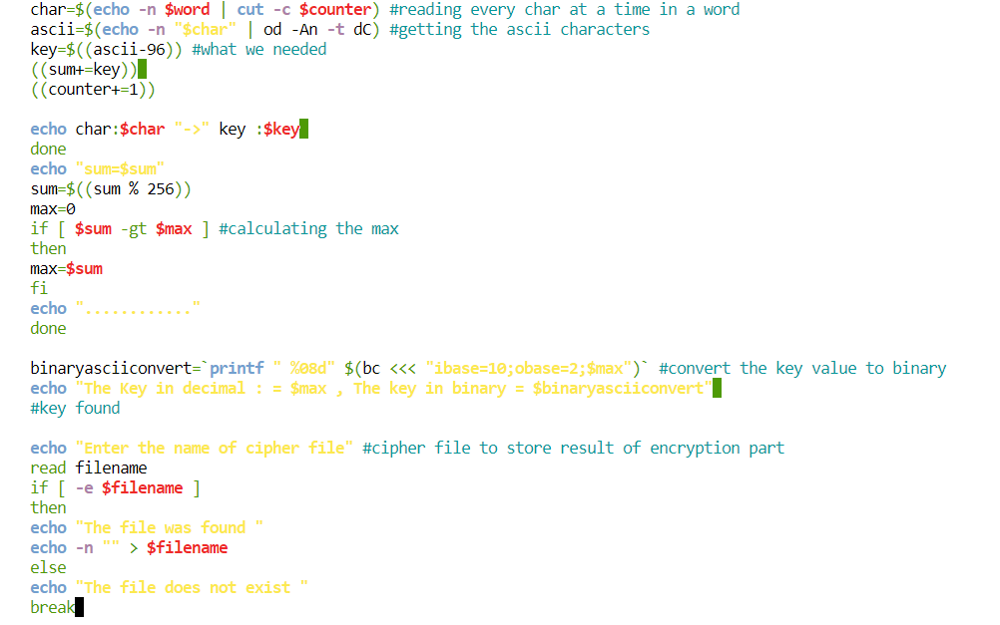 char=$(echo -n $word | cut -c $counter) #reading every char at a time in a word
ascii=$(echo -n "$char" | od -An -t dC) #getting the ascii characters
key=$((ascii-96)) #what we needed
((sum+=key))
((counter+=1))
echo char:$char "->" key :$key
done
echo "sum=$sum"
sum=$((sum % 256))
max=0
if [ $sum -gt $max ] #calculating the max
then
max=$sum
fi
echo "............"
done
binaryasciiconvert=`printf " %08d" $(bc <<< "ibase=10;obase=2;$max")` #convert the key value to binary
echo "The Key in decimal : = $max , The key in binary = $binaryasciiconvert"
#key found
echo "Enter the name of cipher file" #cipher file to store result of encryption part
read filename
if [ -e $filename ]
then
echo "The file was found "
echo -n "" > $filename
else
echo "The file does not exist "
break